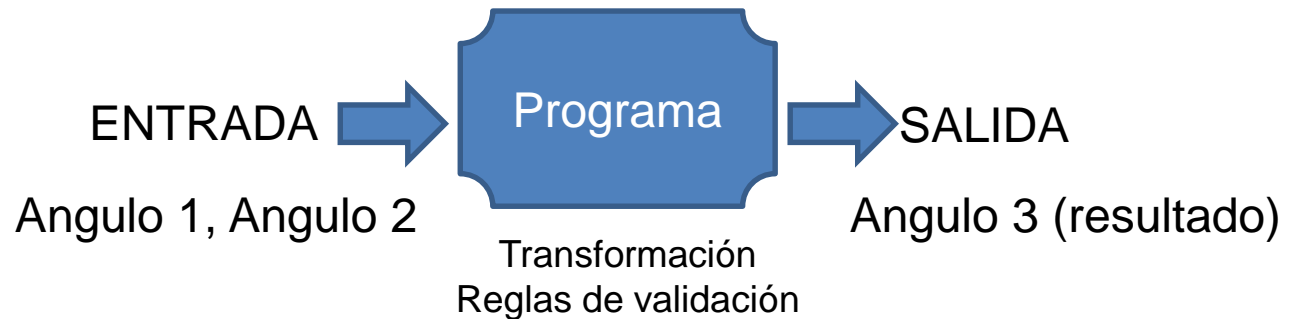 ENTRADA
Programa
SALIDA
Angulo 1, Angulo 2
Angulo 3 (resultado)
Transformación
Reglas de validación